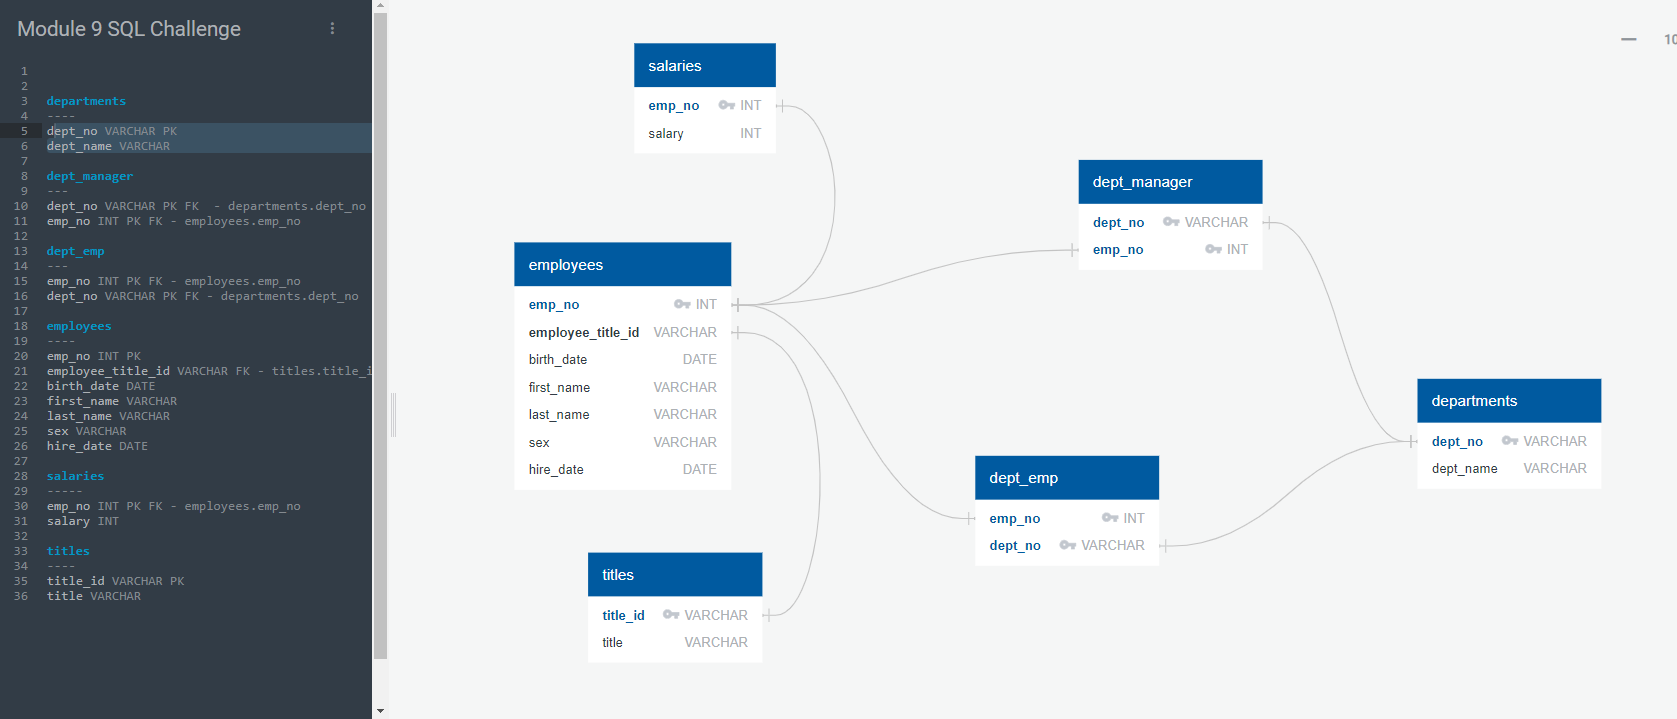 Module 9 SQL Challenge
1
2
3 departments
4 ----
5 dept_no VARCHAR PK
6 dept_name VARCHAR
7
8 dept_manager
9 ---
10 dept_no VARCHAR PK FK  - departments.dept_no
11 emp_no INT PK FK - employees.emp_no
12
13 dept_emp
14 ---
15 emp_no INT PK FK - employees.emp_no
16 dept_no VARCHAR PK FK - departments.dept_no
17
18 employees
19 ----
20 emp_no INT PK
21 employee_title_id VARCHAR FK - titles.title_i
22 birth_date DATE
23 first_name VARCHAR
24 last_name VARCHAR
25 sex VARCHAR
26 hire_date DATE
27
28 salaries
29 -----
30 emp_no INT PK FK - employees.emp_no
31 salary INT
32
33 titles
34 ----
35 title_id VARCHAR PK
36 title VARCHAR
10
salaries
emp_no INT
salary INT
dept_manager
dept_no VARCHAR
emp_no INT
employees
emp_no INT
employee_title_id VARCHAR
birth_date DATE
first_name VARCHAR
last_name VARCHAR
sex VARCHAR
hire_date DATE
departments
dept_no VARCHAR
dept_name VARCHAR
dept_emp
emp_no INT
dept_no VARCHAR
titles
title_id VARCHAR
title VARCHAR